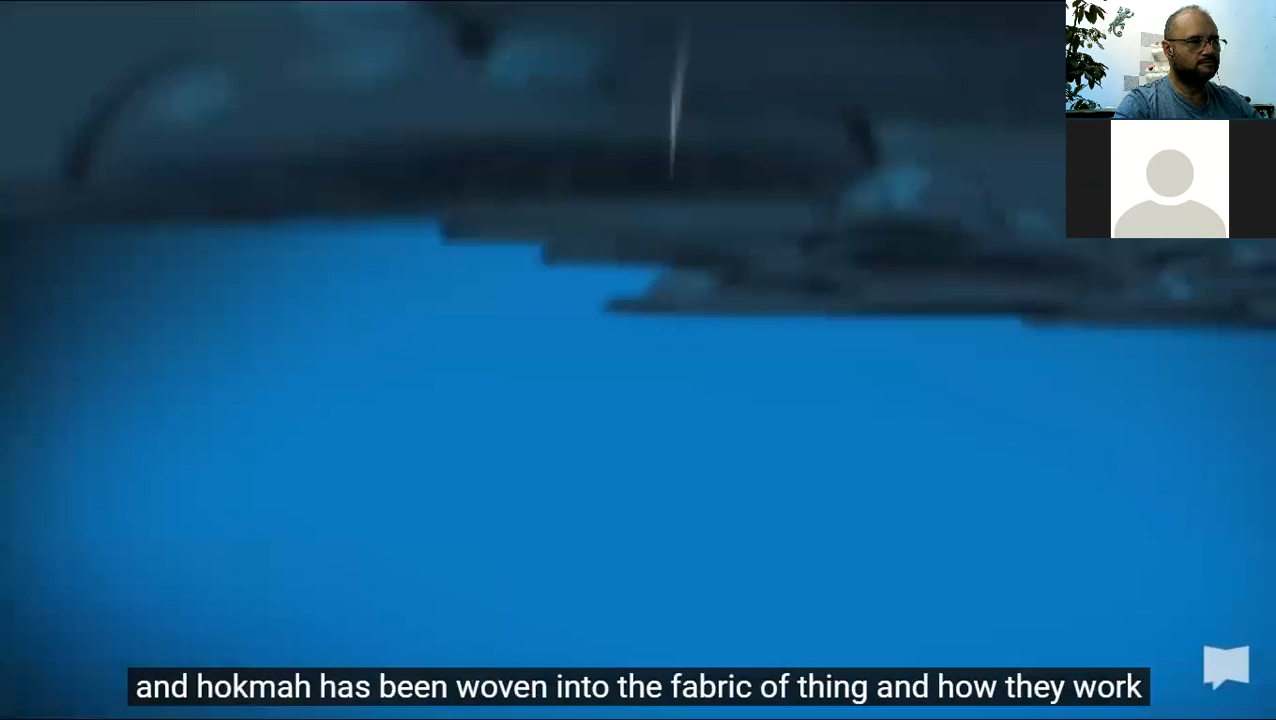 and hokmah has been woven into the fabric of thing and how they work